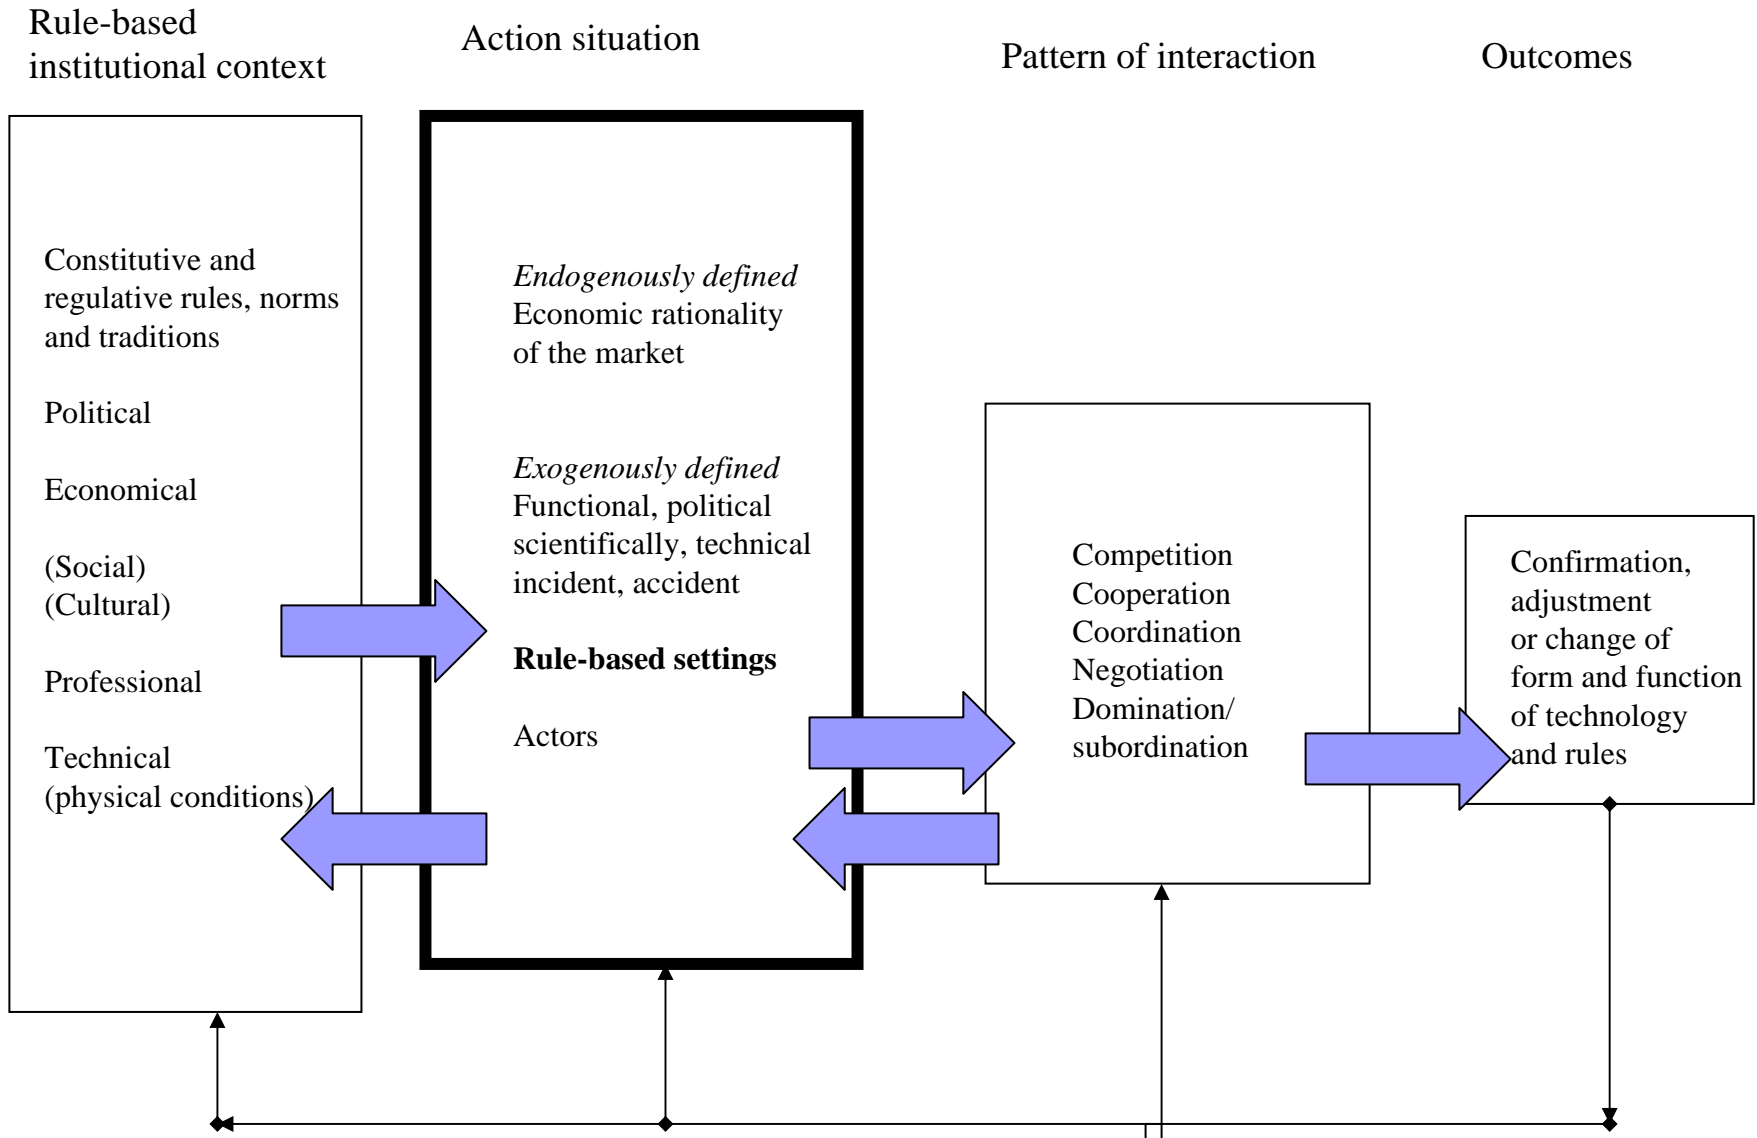 Rule-based
institutional context
Action situation
Pattern of interaction
Outcomes
Constitutive and
regulative rules, norms
and traditions
Political
Economical
(Social)
(Cultural)
Professional
Technical
(physical conditions)
Endogenously defined
Economic rationality
of the market
Exogenously defined
Functional, political
scientifically, technical
incident, accident
Rule-based settings
Actors
Competition
Cooperation
Coordination
Negotiation
Domination/
subordination
Confirmation,
adjustment
or change of
form and function
of technology
and rules